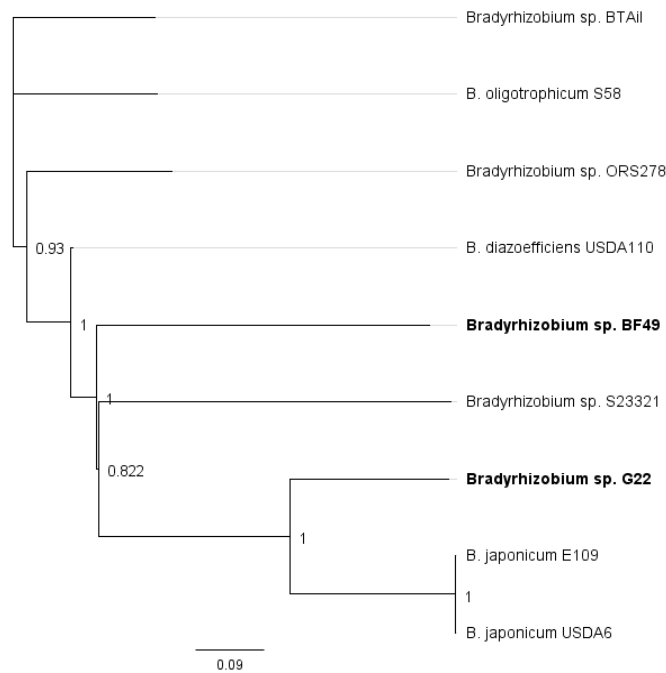 Bradyrhizobium sp. BTAil
B. oligotrophicum S58
Bradyrhizobium sp. ORS278
0.93
B. diazoefficiens USDA110
1
Bradyrhizobium sp. BF49
1
Bradyrhizobium sp. S23321
0.822
Bradyrhizobium sp. G22
1
B. japonicum E109
1
B. japonicum USDA6
0.09